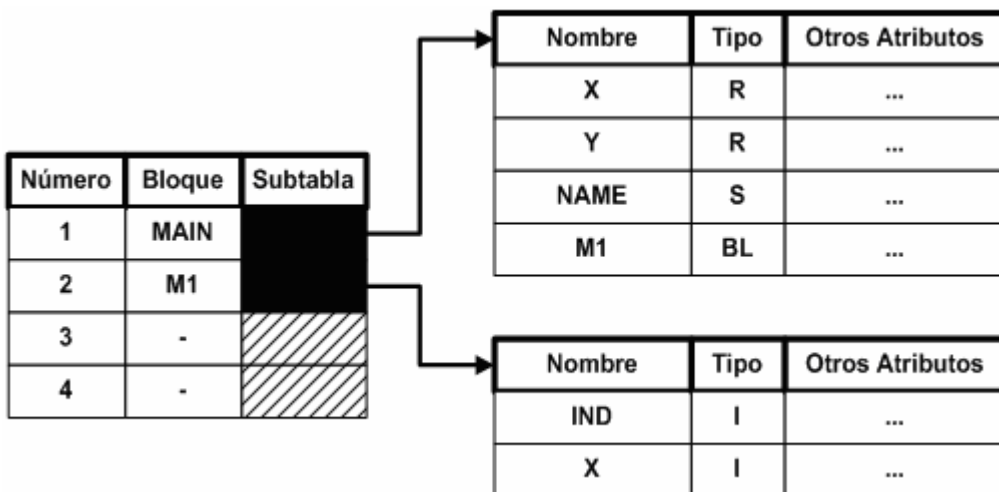 Nombre Tipo Otros Atributos
X R ...
Y R ...
NAME S ...
M1 BL ...
Número Bloque Subtabla
1 MAIN
2 M1
3 -
4 -
Nombre Tipo Otros Atributos
IND I ...
X I ...